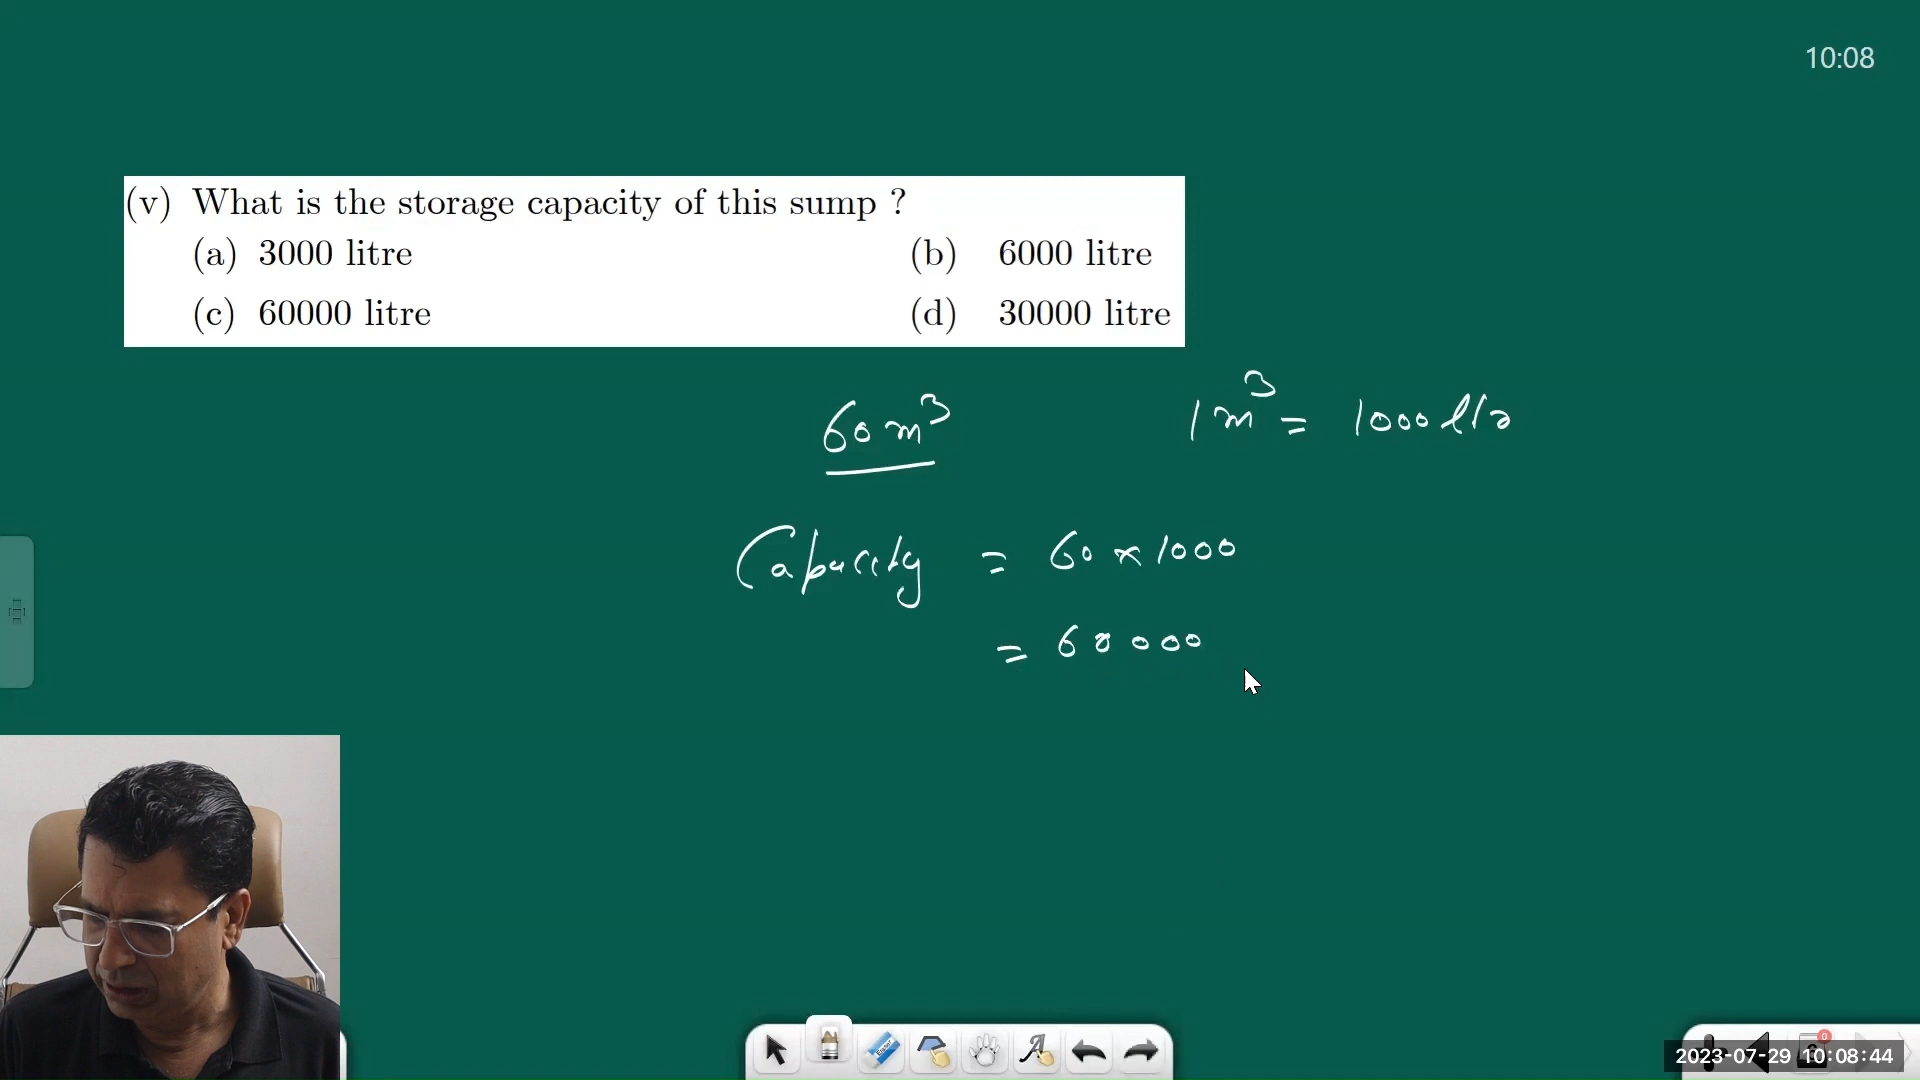 10:08
(v) What is the storage capacity of this sump ?
(a) 3000 litre (b) 6000 litre
(c) 60000 litre (d) 30000 litre
60 m³ 1 m³ = 1000 ltr
Capacity = 60 × 1000
= 60000
2023-07-29 10:08:44